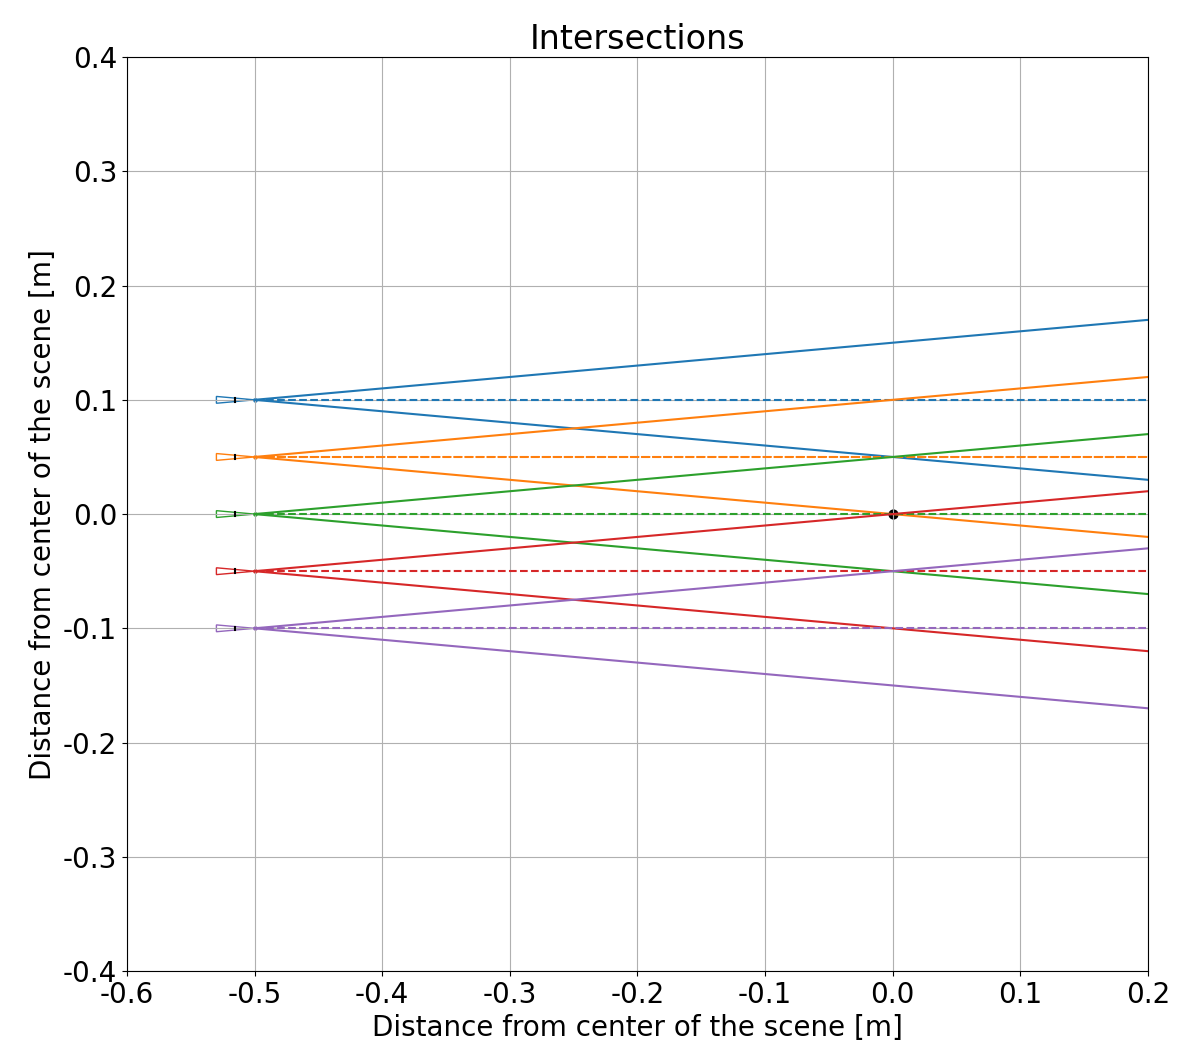 Intersections
0.4
0.3
0.2
0.1
0.0
-0.1
-0.2
-0.3
-0.4
-0.6 -0.5 -0.4 -0.3 -0.2 -0.1 0.0 0.1 0.2
Distance from center of the scene [m]
Distance from center of the scene [m]